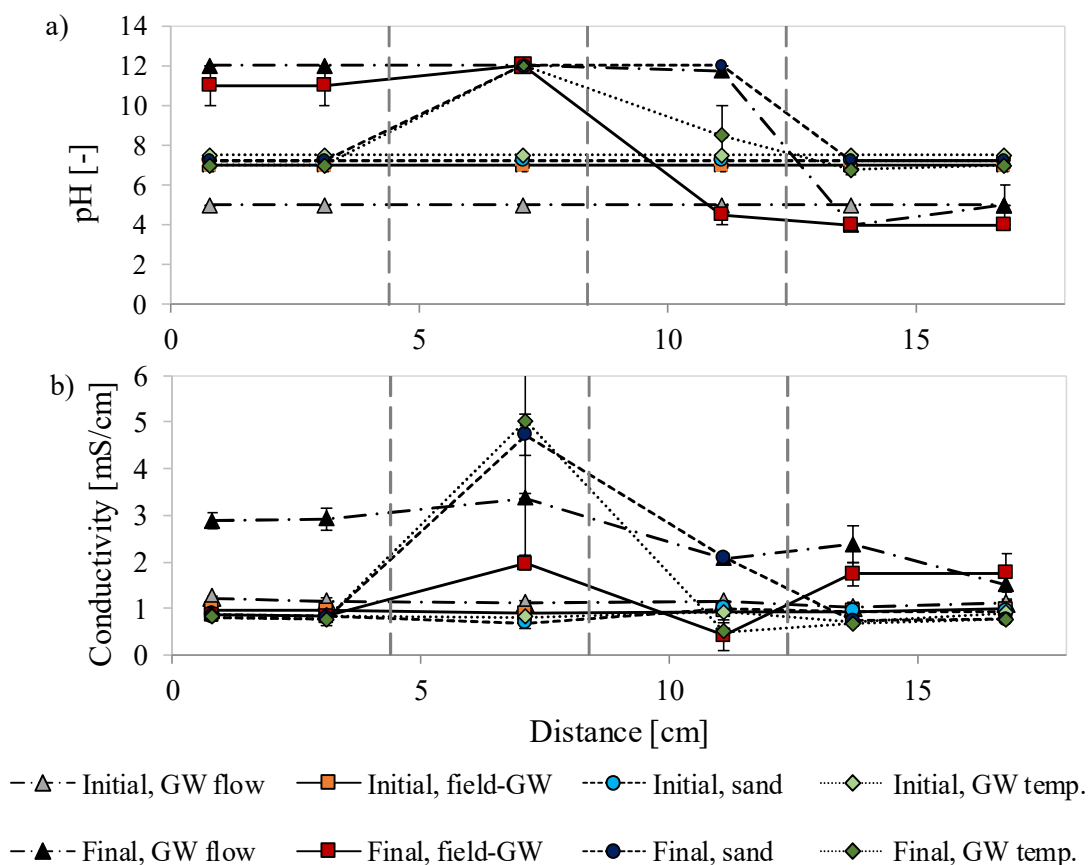 a)
pH [-]
14
12
10
8
6
4
2
0
0 5 10 15
b)
Conductivity [mS/cm]
6
5
4
3
2
1
0
0 5 10 15
Distance [cm]
Initial, GW flow Initial, field-GW Initial, sand Initial, GW temp.
Final, GW flow Final, field-GW Final, sand Final, GW temp.